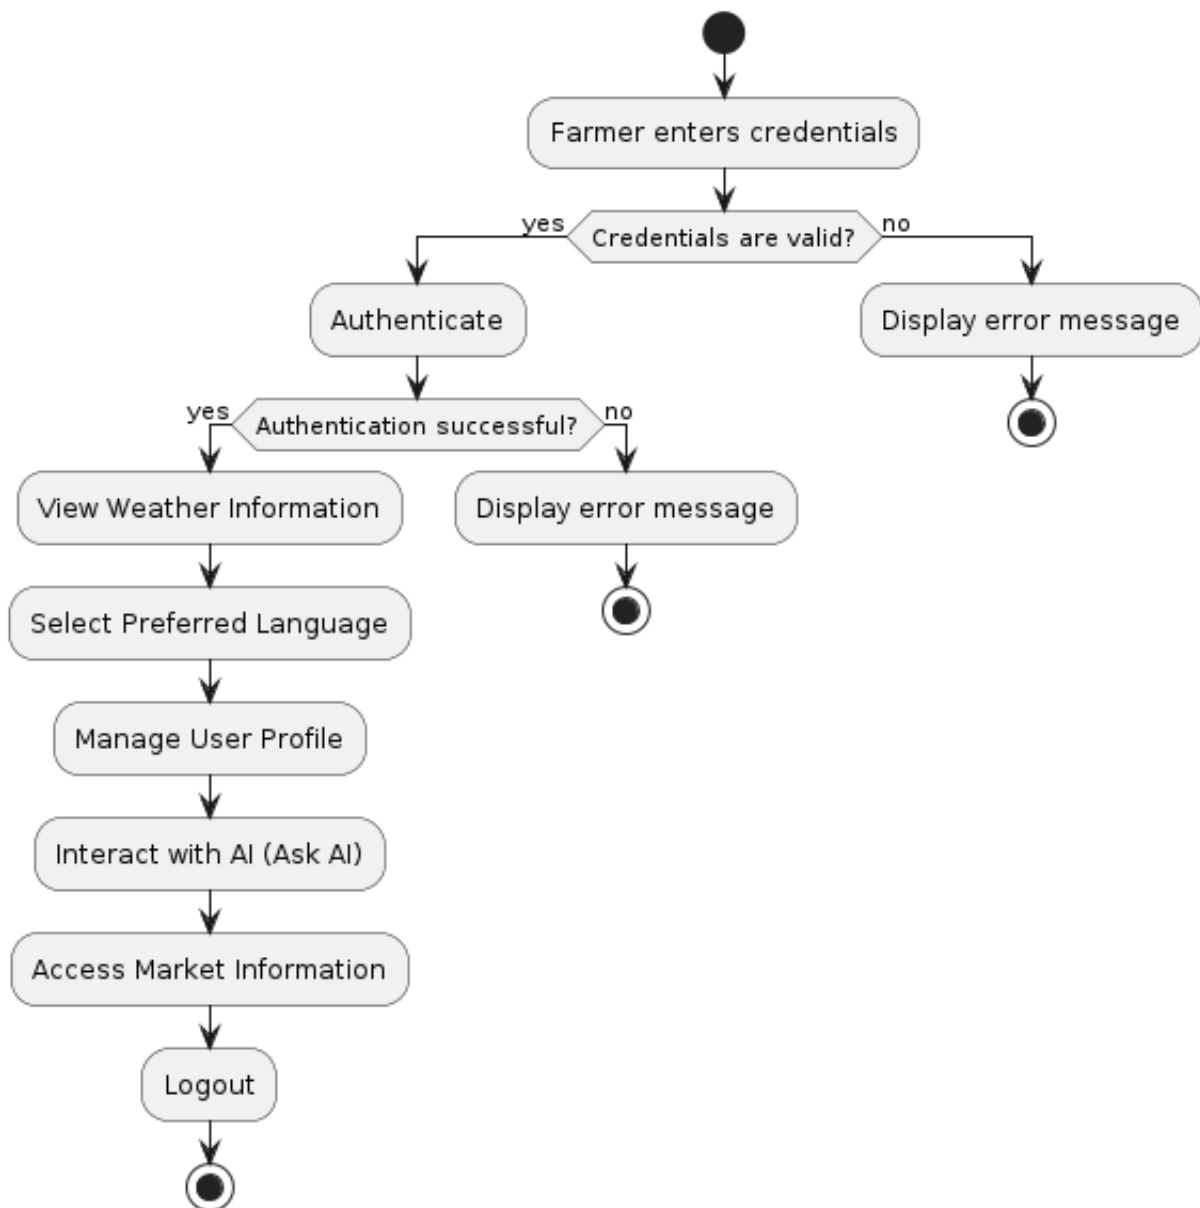 Farmer enters credentials
yes
Credentials are valid?
no
Authenticate
Display error message
yes
Authentication successful?
no
View Weather Information
Display error message
Select Preferred Language
Manage User Profile
Interact with AI (Ask AI)
Access Market Information
Logout